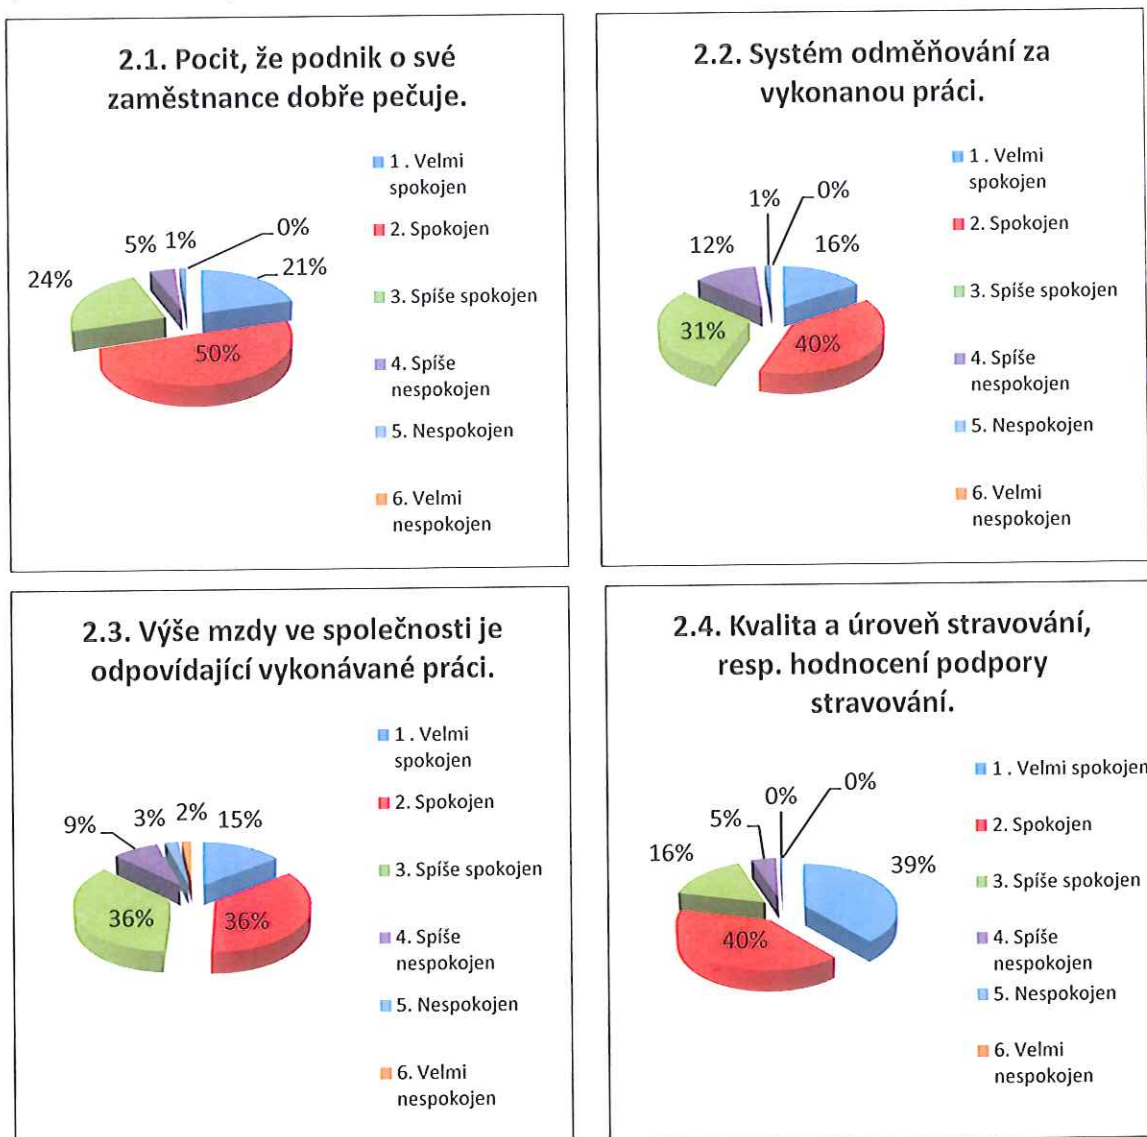 2.1. Pocit, že podnik o své
zaměstnance dobře pečuje.
1 . Velmi
spokojen
2. Spokojen
3. Spíše spokojen
4. Spíše
nespokojen
5. Nespokojen
6. Velmi
nespokojen
0%
5%
1%
24%
21%
50%
2.2. Systém odměňování za
vykonanou práci.
1 . Velmi
spokojen
2. Spokojen
3. Spíše spokojen
4. Spíše
nespokojen
5. Nespokojen
6. Velmi
nespokojen
1%
0%
12%
16%
31%
40%
2.3. Výše mzdy ve společnosti je
odpovídající vykonávané práci.
1 . Velmi
spokojen
2. Spokojen
3. Spíše spokojen
4. Spíše
nespokojen
5. Nespokojen
6. Velmi
nespokojen
9%
3%
2%
15%
36%
36%
2.4. Kvalita a úroveň stravování,
resp. hodnocení podpory
stravování.
1 . Velmi spokojen
2. Spokojen
3. Spíše spokojen
4. Spíše
nespokojen
5. Nespokojen
6. Velmi
nespokojen
0%
0%
5%
16%
39%
40%